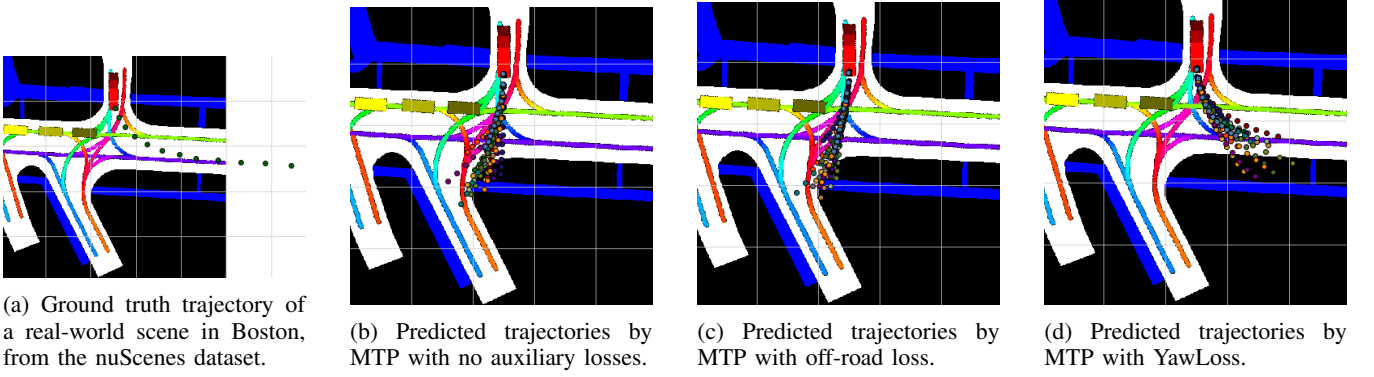 (a) Ground truth trajectory of
a real-world scene in Boston,
from the nuScenes dataset.
(b) Predicted trajectories by
MTP with no auxiliary losses.
(c) Predicted trajectories by
MTP with off-road loss.
(d) Predicted trajectories by
MTP with YawLoss.